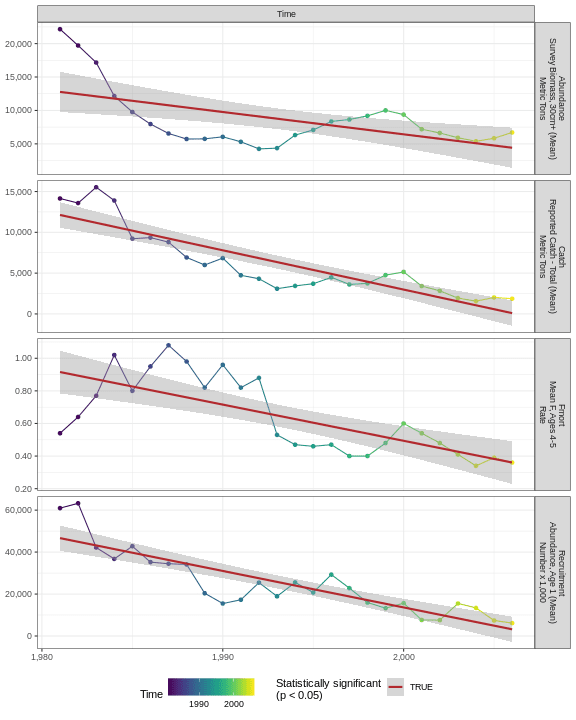 Time
20,000
15,000
10,000
5,000
Abundance
Survey Biomass, 30cm+ (Mean)
Metric Tons
15,000
10,000
5,000
0
Catch
Reported Catch - Total (Mean)
Metric Tons
1.00
0.80
0.60
0.40
0.20
Fmort
Mean F, Ages 4-5
Rate
60,000
40,000
20,000
0
Recruitment
Abundance, Age 1 (Mean)
Number x 1,000
1,980
1,990
2,000
Time
1990
2000
Statistically significant
(p < 0.05)
TRUE